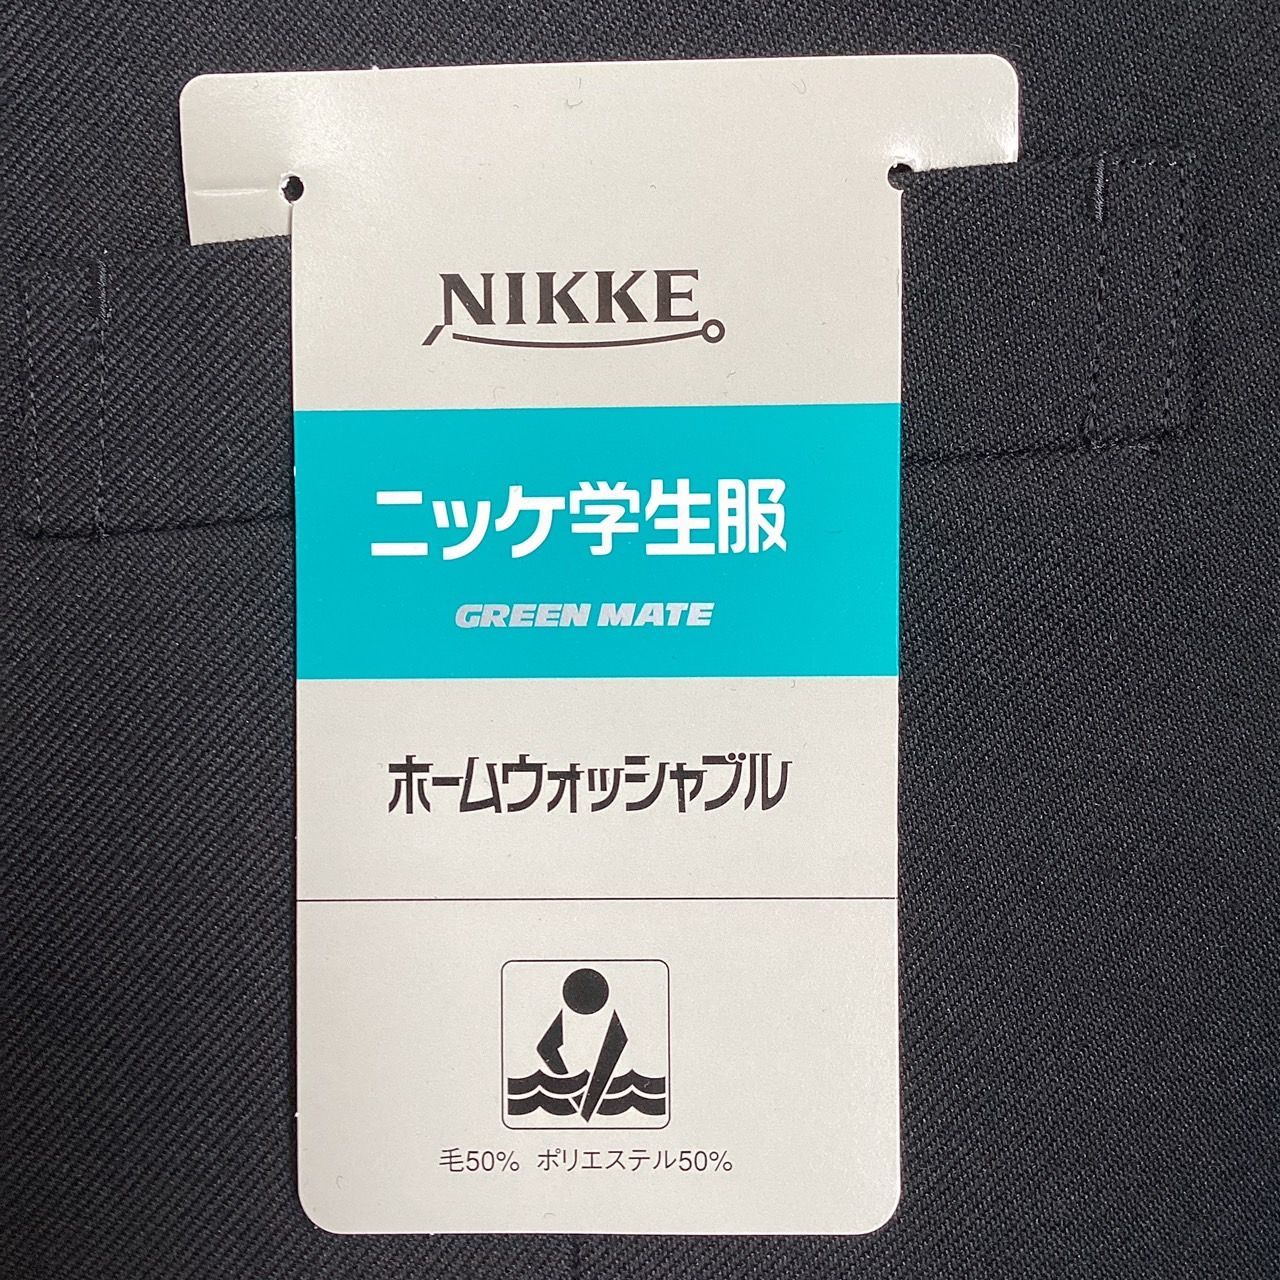 NIKKE
ニッケ学生服
GREEN MATE
ホームウォッシャブル
毛50% ポリエステル50%